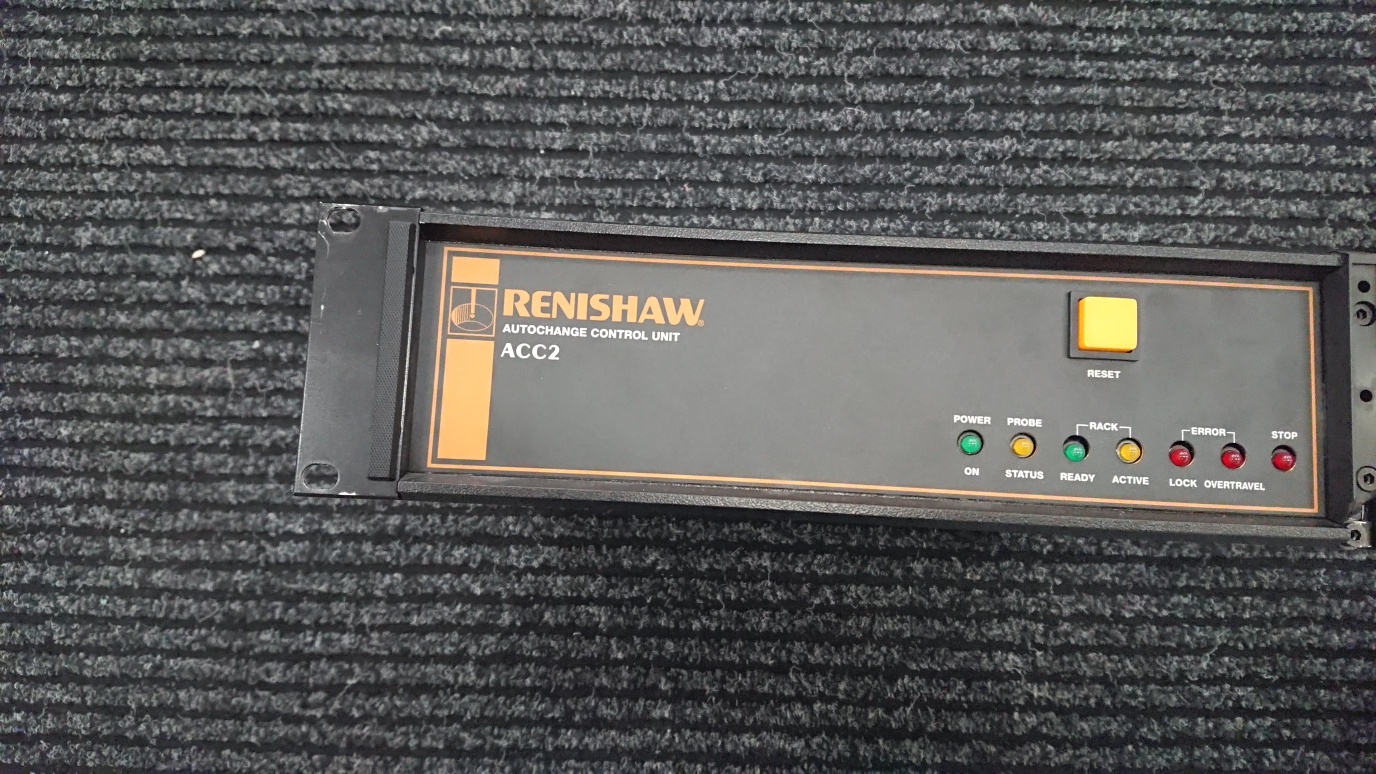 RENISHAW®
AUTOCHANGE CONTROL UNIT
ACC2
RESET
POWER PROBE RACK ERROR STOP
ON STATUS READY ACTIVE LOCK OVERTRAVEL